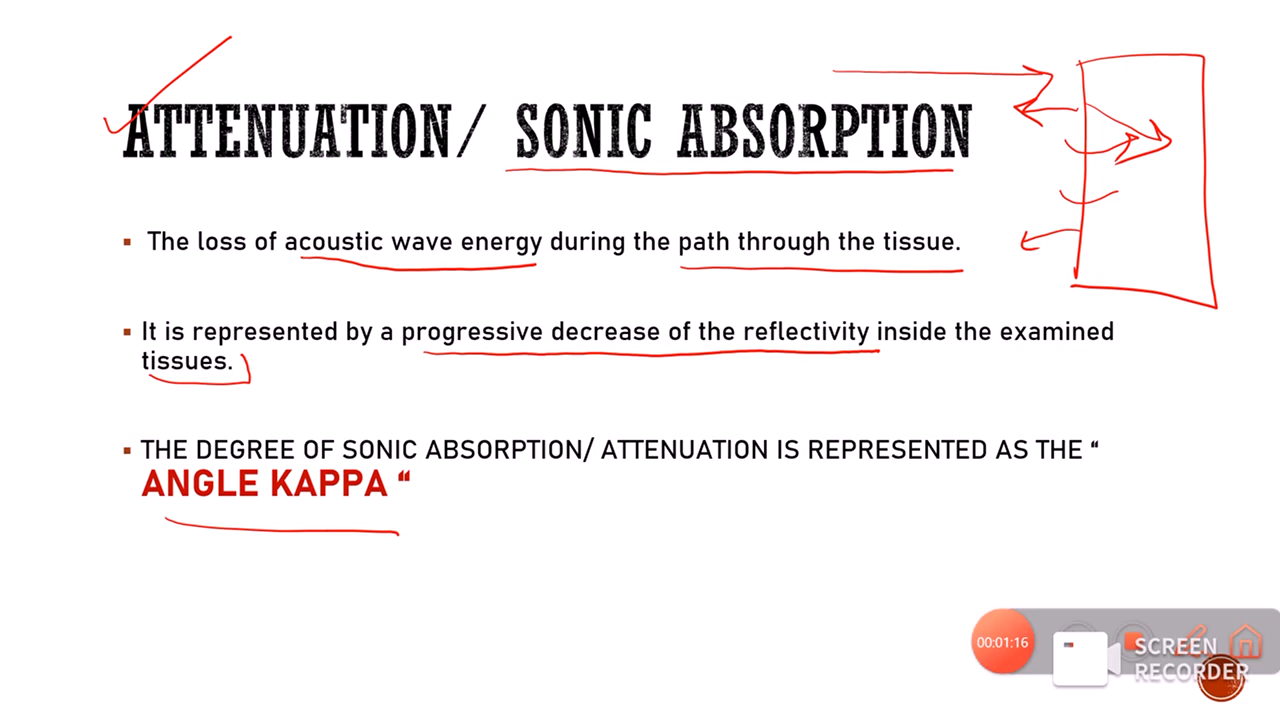 ATTENUATION/ SONIC ABSORPTION
▪ The loss of acoustic wave energy during the path through the tissue.
▪ It is represented by a progressive decrease of the reflectivity inside the examined
tissues.
▪ THE DEGREE OF SONIC ABSORPTION/ ATTENUATION IS REPRESENTED AS THE “
ANGLE KAPPA “
00:01:16
SCREEN
RECORDER